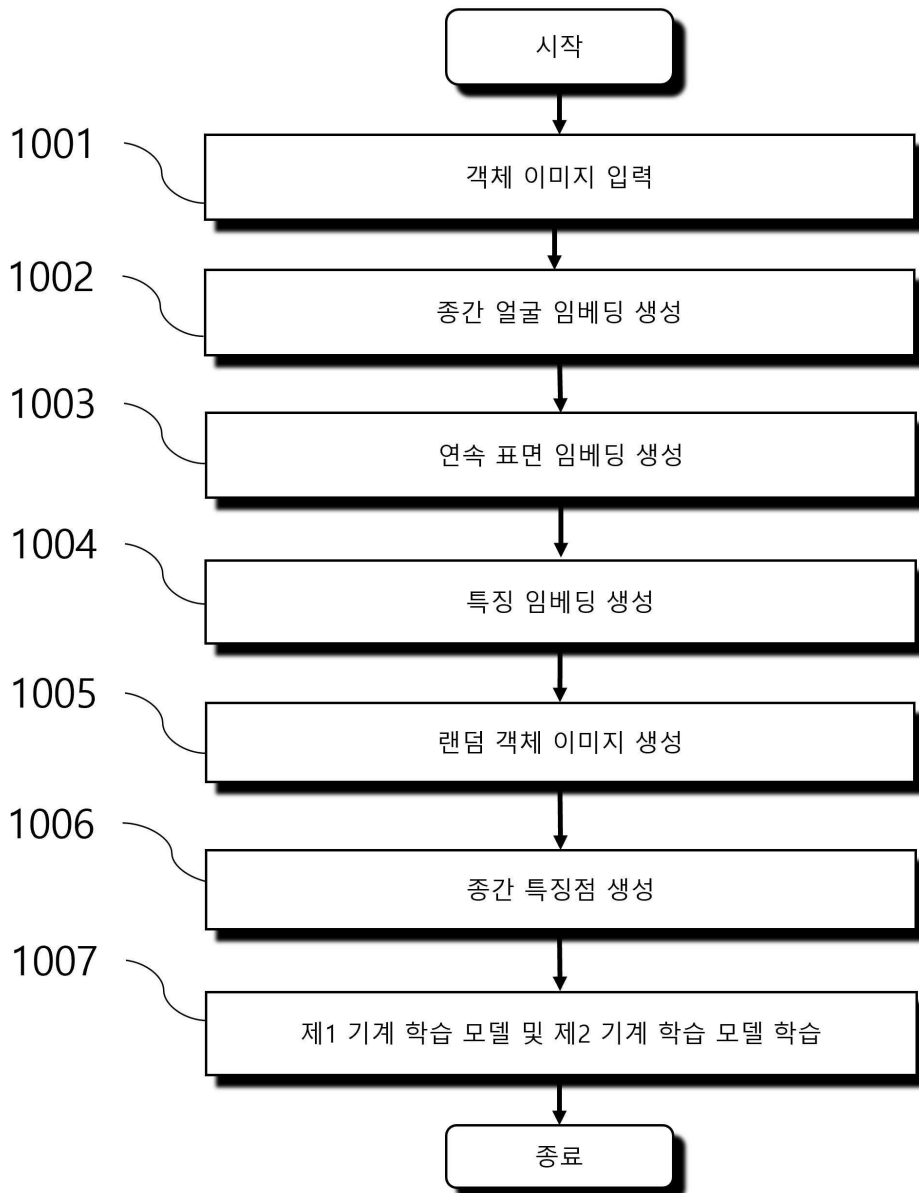 시작
1001
객체 이미지 입력
1002
종간 얼굴 임베딩 생성
1003
연속 표면 임베딩 생성
1004
특징 임베딩 생성
1005
랜덤 객체 이미지 생성
1006
종간 특징점 생성
1007
제1 기계 학습 모델 및 제2 기계 학습 모델 학습
종료